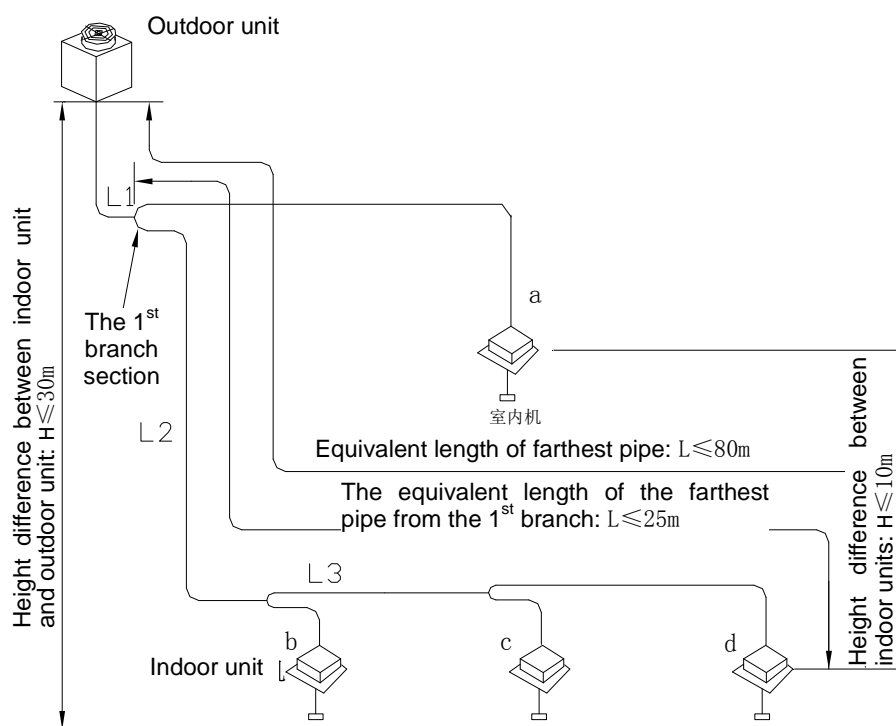 Outdoor unit
L1
a
The 1st
branch
section
室内机
L2
Equivalent length of farthest pipe: L≤80m
The equivalent length of the farthest
pipe from the 1st branch: L≤25m
L3
b
c
d
Indoor unit
Height difference between indoor unit
and outdoor unit: H≤30m
Height difference between
indoor units: H≤10m